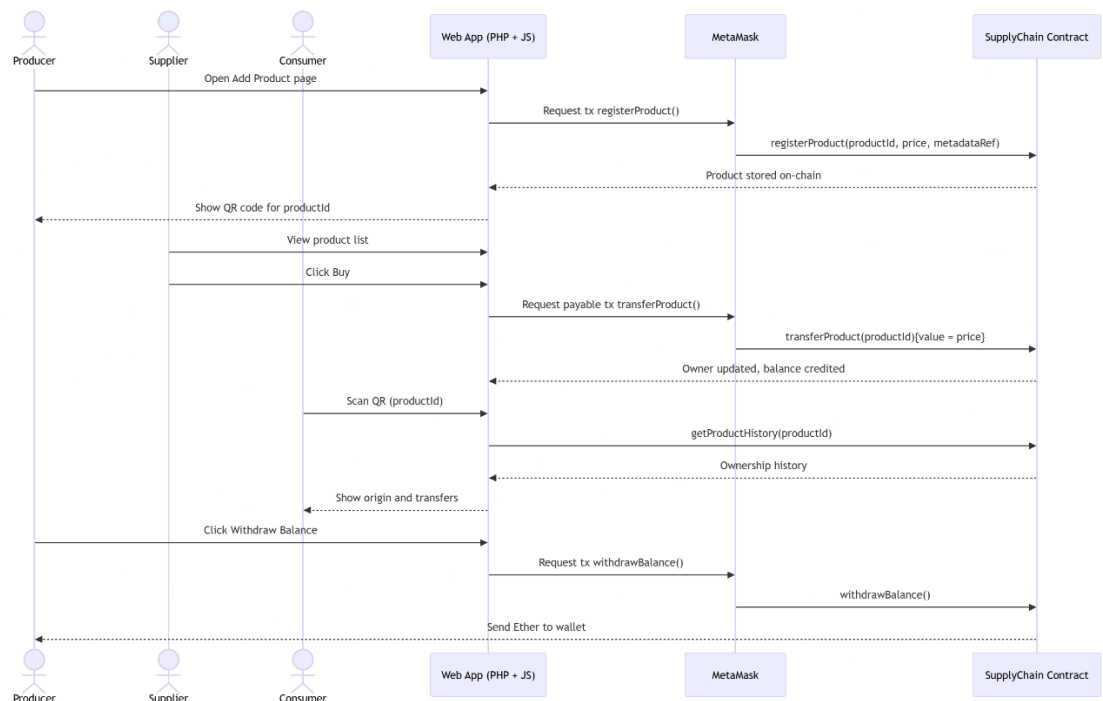 Web App (PHP + JS)
MetaMask
SupplyChain Contract
Producer
Supplier
Consumer
Open Add Product page
Request tx registerProduct()
registerProduct(productId, price, metadataRef)
Product stored on-chain
Show QR code for productId
View product list
Click Buy
Request payable tx transferProduct()
transferProduct(productId){value = price}
Owner updated, balance credited
Scan QR (productId)
getProductHistory(productId)
Ownership history
Show origin and transfers
Click Withdraw Balance
Request tx withdrawBalance()
withdrawBalance()
Send Ether to wallet
Web App (PHP + JS)
MetaMask
SupplyChain Contract
Producer
Supplier
Consumer